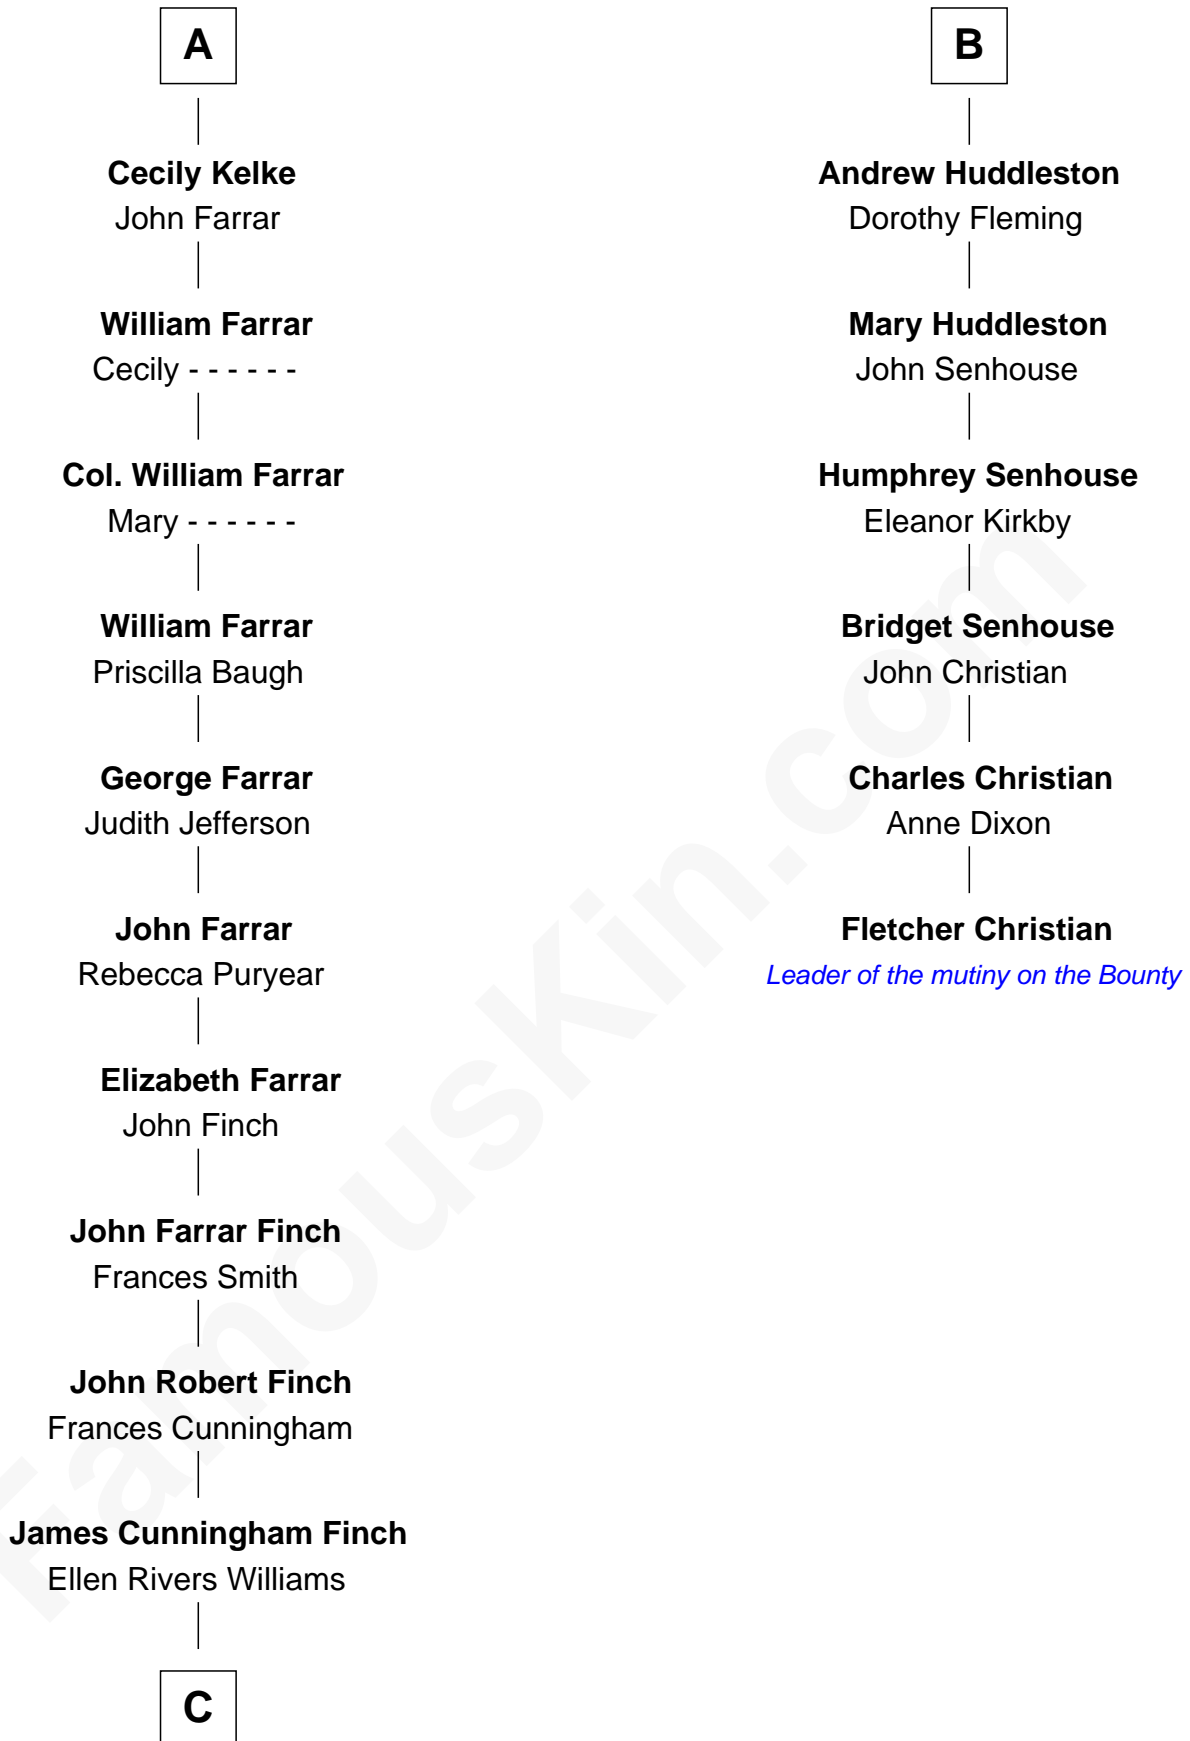 A
Cecily Kelke
John Farrar
William Farrar
Cecily - - - - - -
Col. William Farrar
Mary - - - - - -
William Farrar
Priscilla Baugh
George Farrar
Judith Jefferson
John Farrar
Rebecca Puryear
Elizabeth Farrar
John Finch
John Farrar Finch
Frances Smith
John Robert Finch
Frances Cunningham
James Cunningham Finch
Ellen Rivers Williams
C
B
Andrew Huddleston
Dorothy Fleming
Mary Huddleston
John Senhouse
Humphrey Senhouse
Eleanor Kirkby
Bridget Senhouse
John Christian
Charles Christian
Anne Dixon
Fletcher Christian
Leader of the mutiny on the Bounty
FamousKin.com